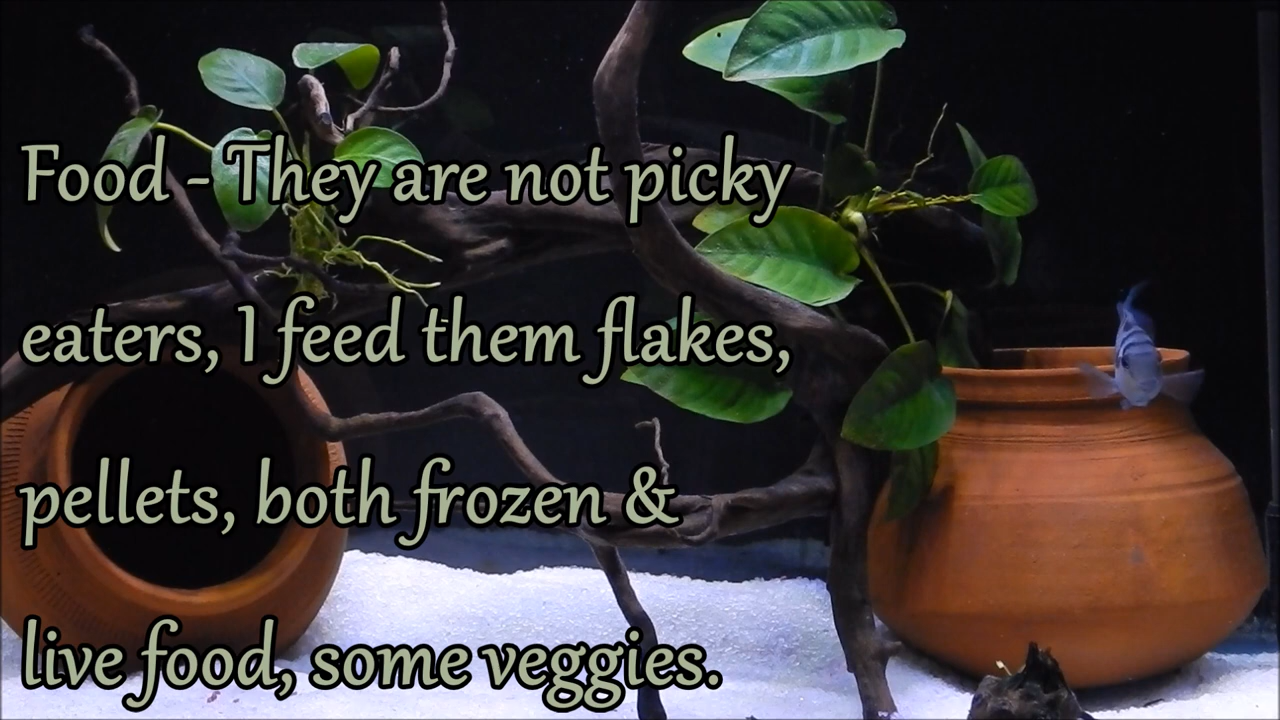 Food - They are not picky
eaters, I feed them flakes,
pellets, both frozen &
live food, some veggies.